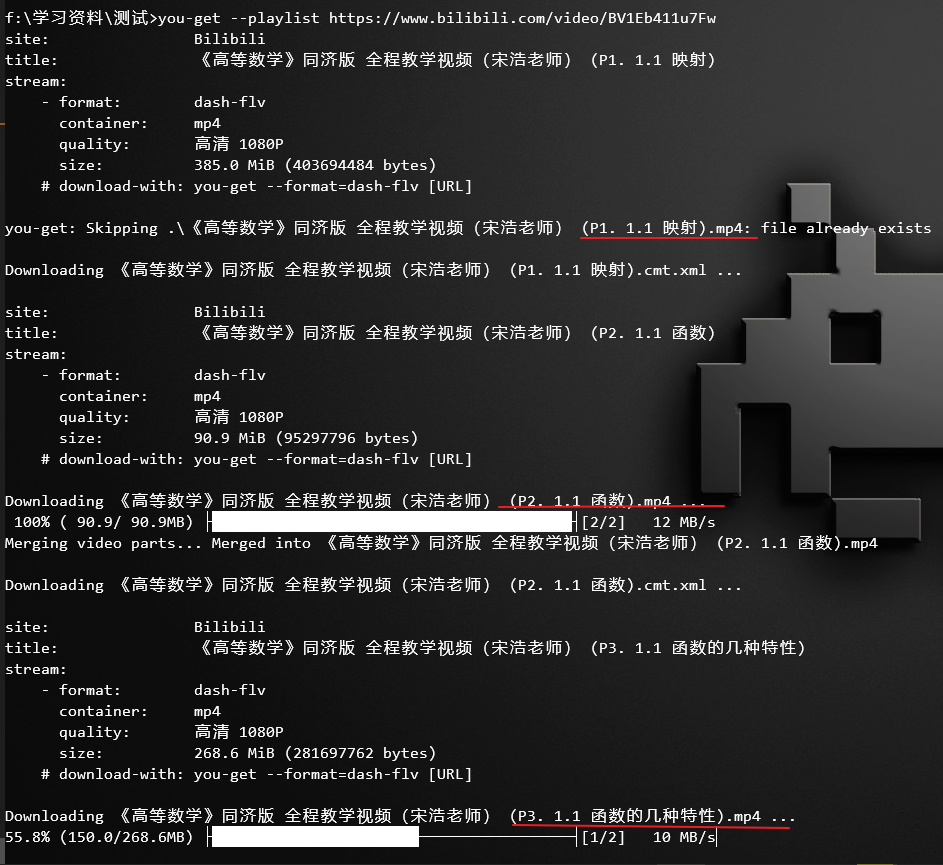 f:\学习资料\测试>you-get --playlist https://www.bilibili.com/video/BV1Eb411u7Fw
site: Bilibili
title: 《高等数学》同济版 全程教学视频（宋浩老师） (P1. 1.1 映射)
stream:
- format: dash-flv
container: mp4
quality: 高清 1080P
size: 385.0 MiB (403694484 bytes)
# download-with: you-get --format=dash-flv [URL]
you-get: Skipping .\《高等数学》同济版 全程教学视频（宋浩老师） (P1. 1.1 映射).mp4: file already exists
Downloading 《高等数学》同济版 全程教学视频（宋浩老师） (P1. 1.1 映射).cmt.xml ...
site: Bilibili
title: 《高等数学》同济版 全程教学视频（宋浩老师） (P2. 1.1 函数)
stream:
- format: dash-flv
container: mp4
quality: 高清 1080P
size: 90.9 MiB (95297796 bytes)
# download-with: you-get --format=dash-flv [URL]
Downloading 《高等数学》同济版 全程教学视频（宋浩老师） (P2. 1.1 函数).mp4 ...
100% ( 90.9/ 90.9MB) [2/2] 12 MB/s
Merging video parts... Merged into 《高等数学》同济版 全程教学视频（宋浩老师） (P2. 1.1 函数).mp4
Downloading 《高等数学》同济版 全程教学视频（宋浩老师） (P2. 1.1 函数).cmt.xml ...
site: Bilibili
title: 《高等数学》同济版 全程教学视频（宋浩老师） (P3. 1.1 函数的几种特性)
stream:
- format: dash-flv
container: mp4
quality: 高清 1080P
size: 268.6 MiB (281697762 bytes)
# download-with: you-get --format=dash-flv [URL]
Downloading 《高等数学》同济版 全程教学视频（宋浩老师） (P3. 1.1 函数的几种特性).mp4 ...
55.8% (150.0/268.6MB) [1/2] 10 MB/s